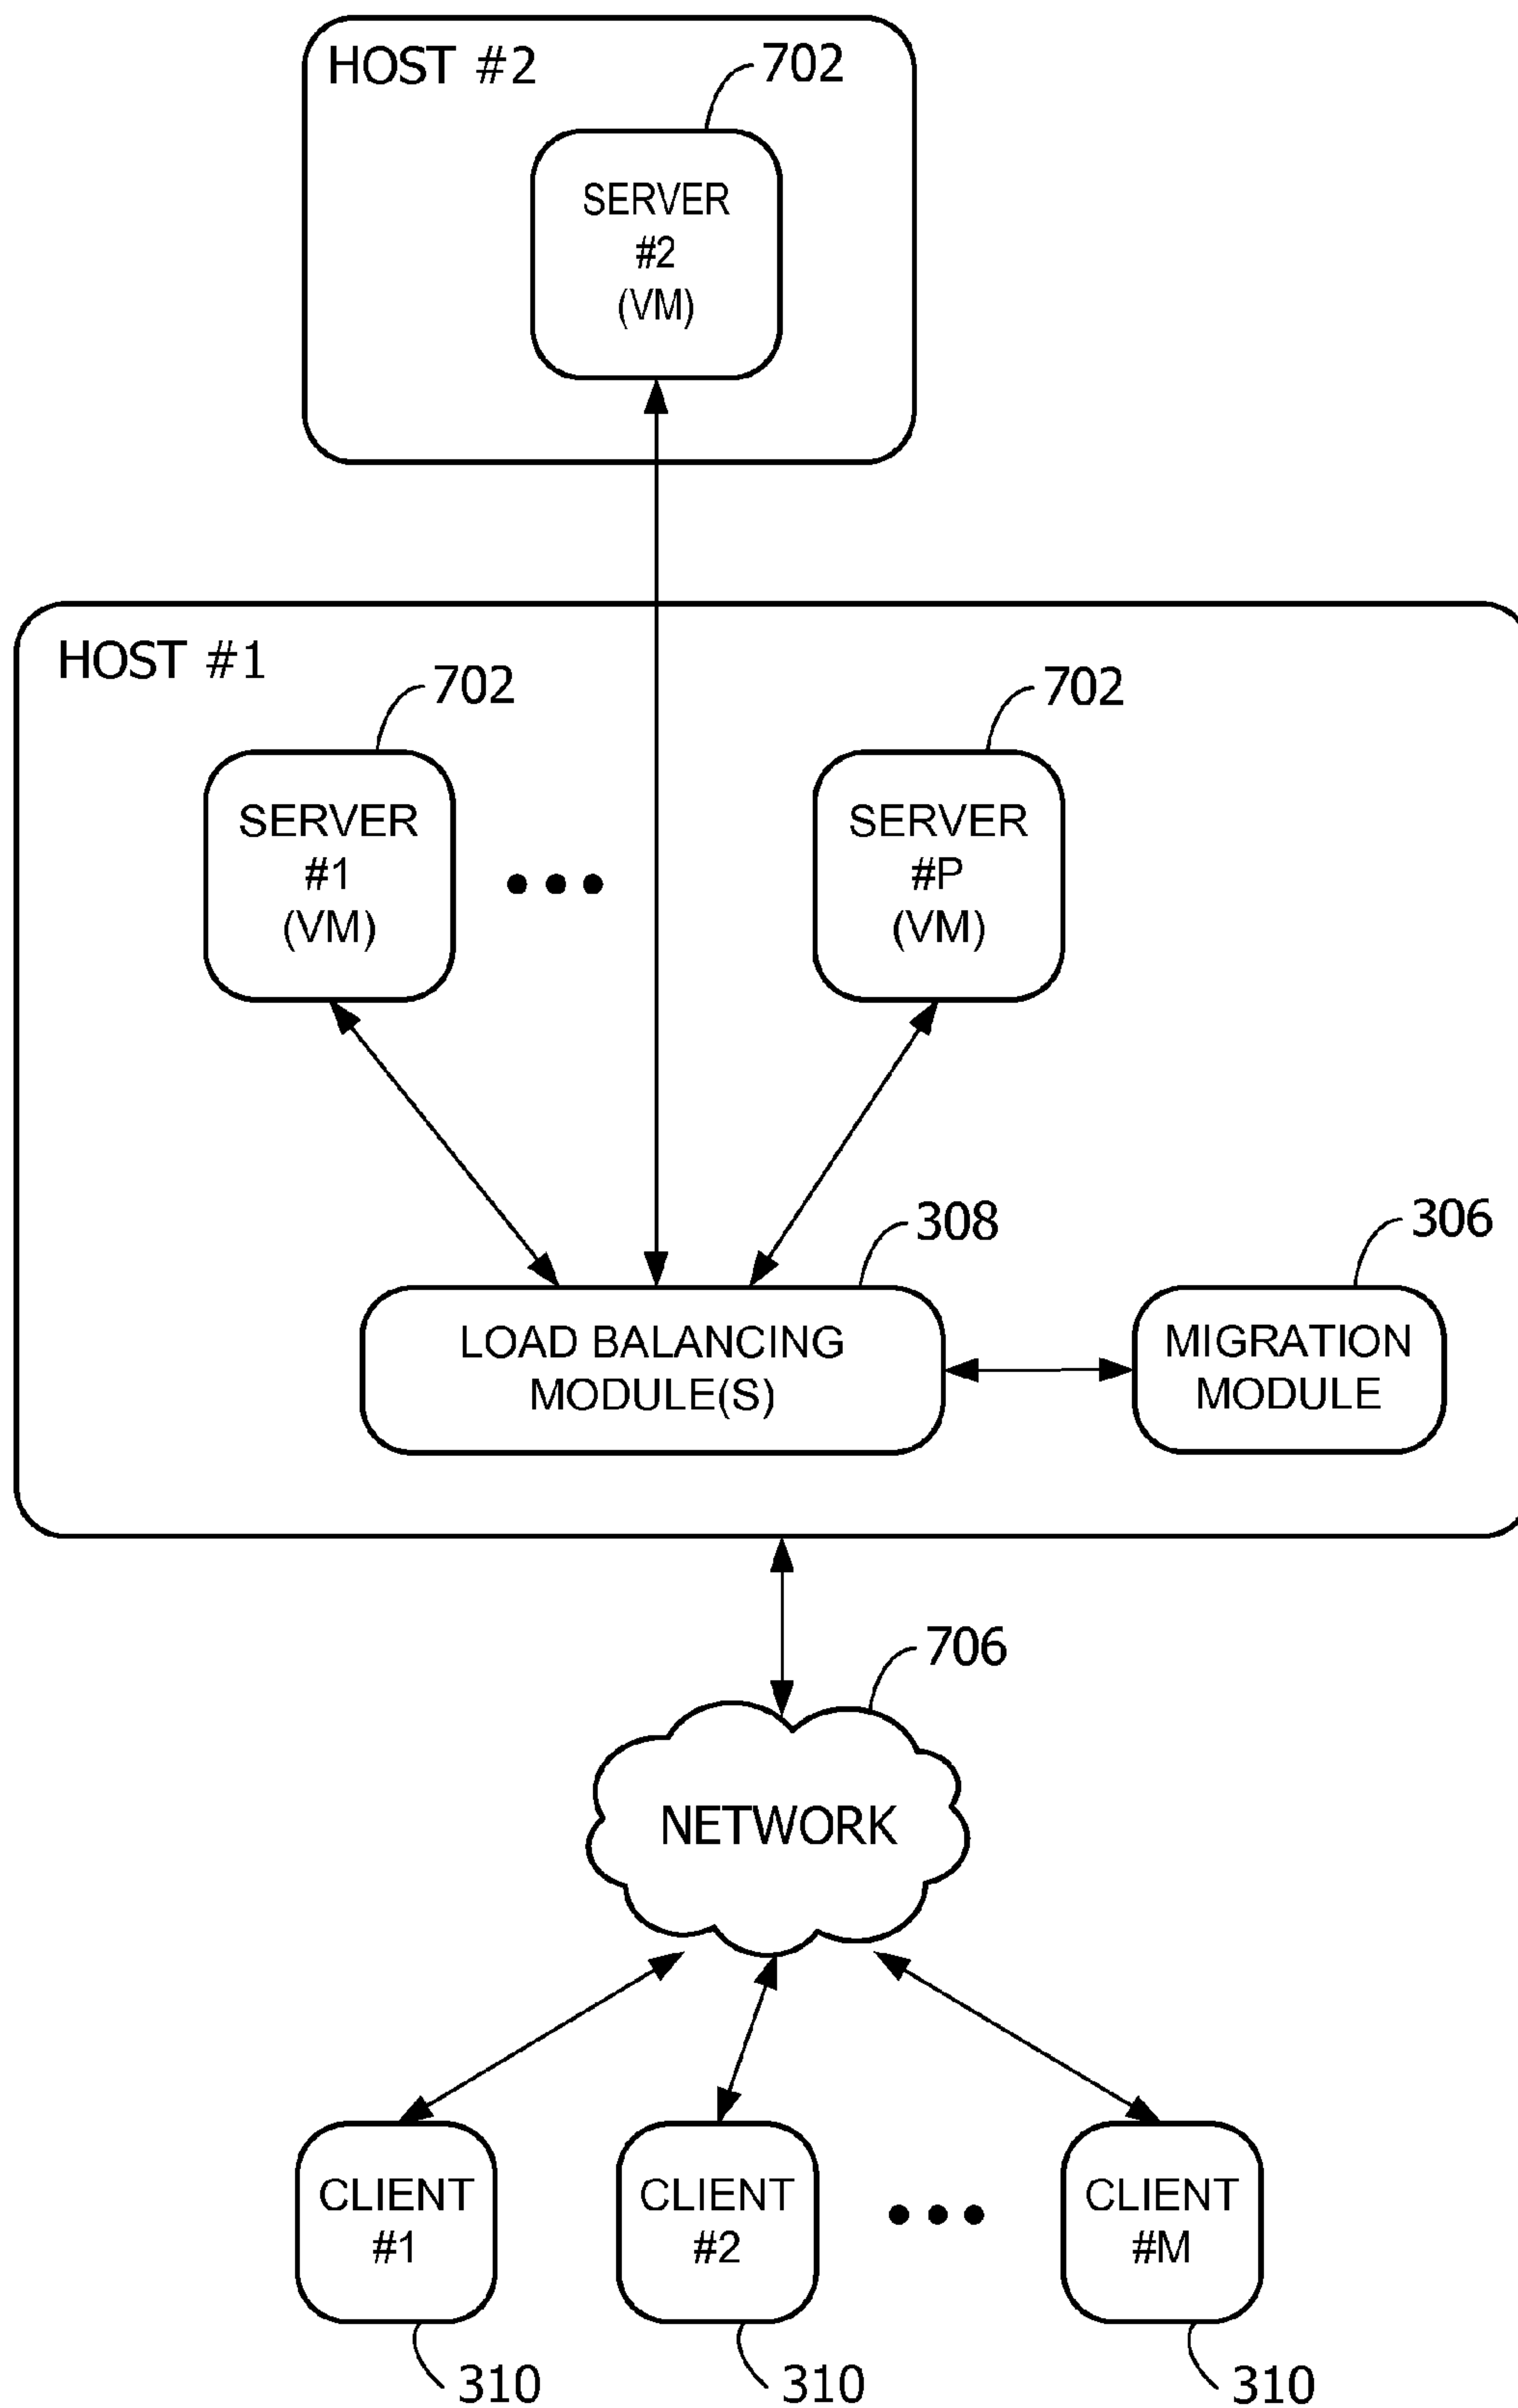 HOST #2
702
SERVER
#2
(VM)
HOST #1
702
702
SERVER
#1
(VM)
SERVER
#P
(VM)
308
306
LOAD BALANCING
MODULE(S)
MIGRATION
MODULE
706
NETWORK
CLIENT
#1
CLIENT
#2
CLIENT
#M
310
310
310